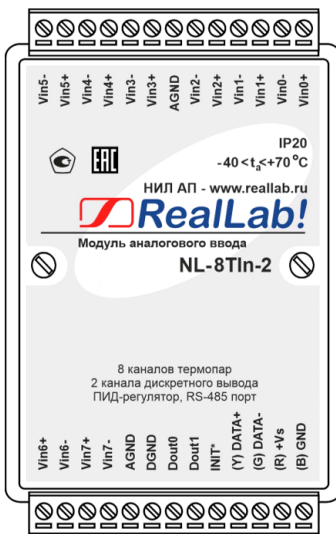 Vin5-
Vin5+
Vin4-
Vin4+
Vin3-
Vin3+
AGND
Vin2-
Vin2+
Vin1-
Vin1+
Vin0-
Vin0+
IP20
-40<ta<+70 °C
ЕАС
НИЛ АП - www.reallab.ru
RealLab!
Модуль аналогового ввода
NL-8TIn-2
8 каналов термопар
2 канала дискретного вывода
ПИД-регулятор, RS-485 порт
Vin6+
Vin6-
Vin7+
Vin7-
AGND
DGND
Dout0
Dout1
INIT*
(Y) DATA+
(G) DATA-
(R) +Vs
(B) GND